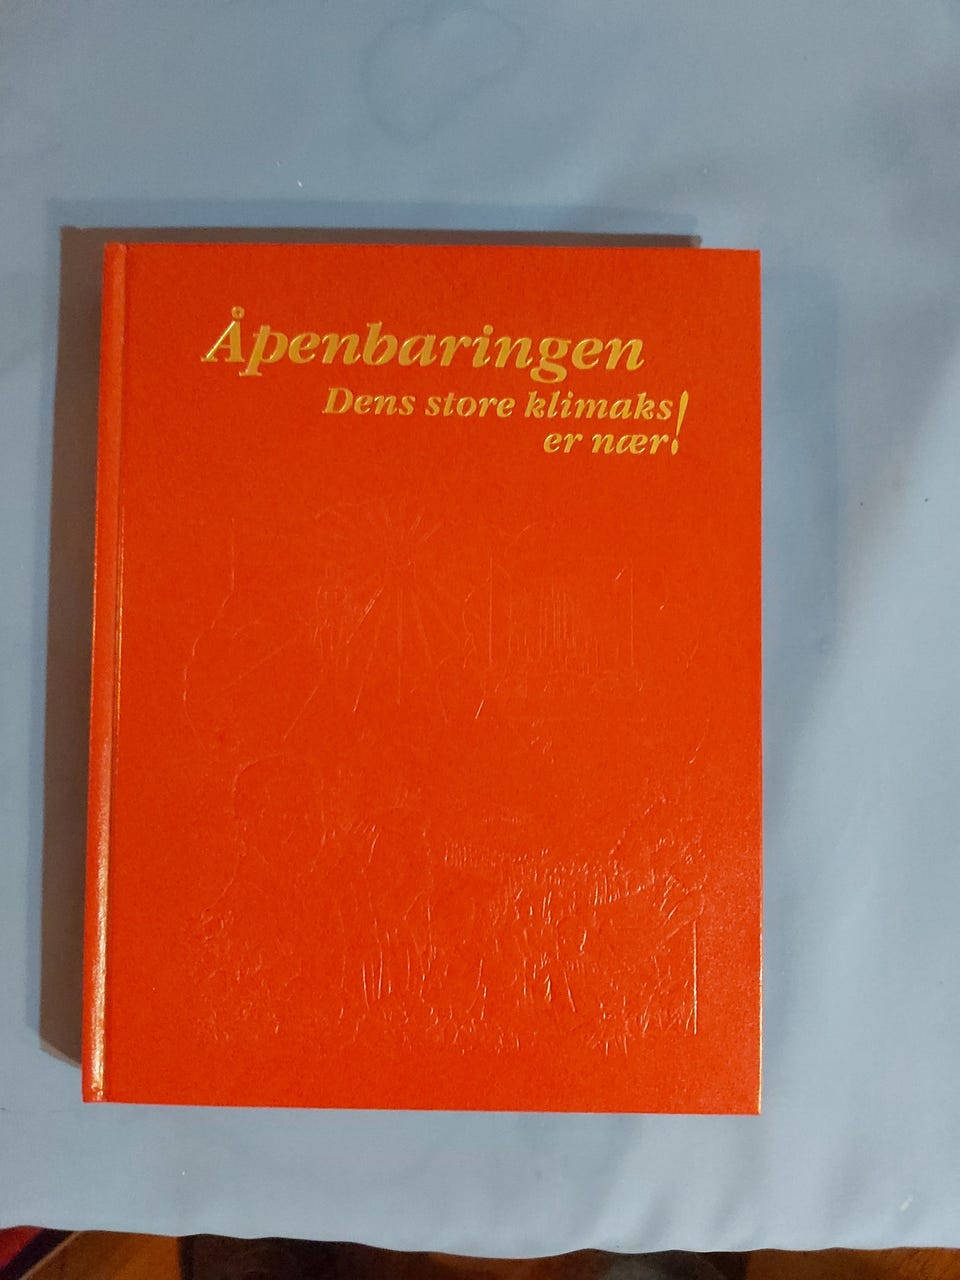 Åpenbaringen
Dens store klimaks
er nær!